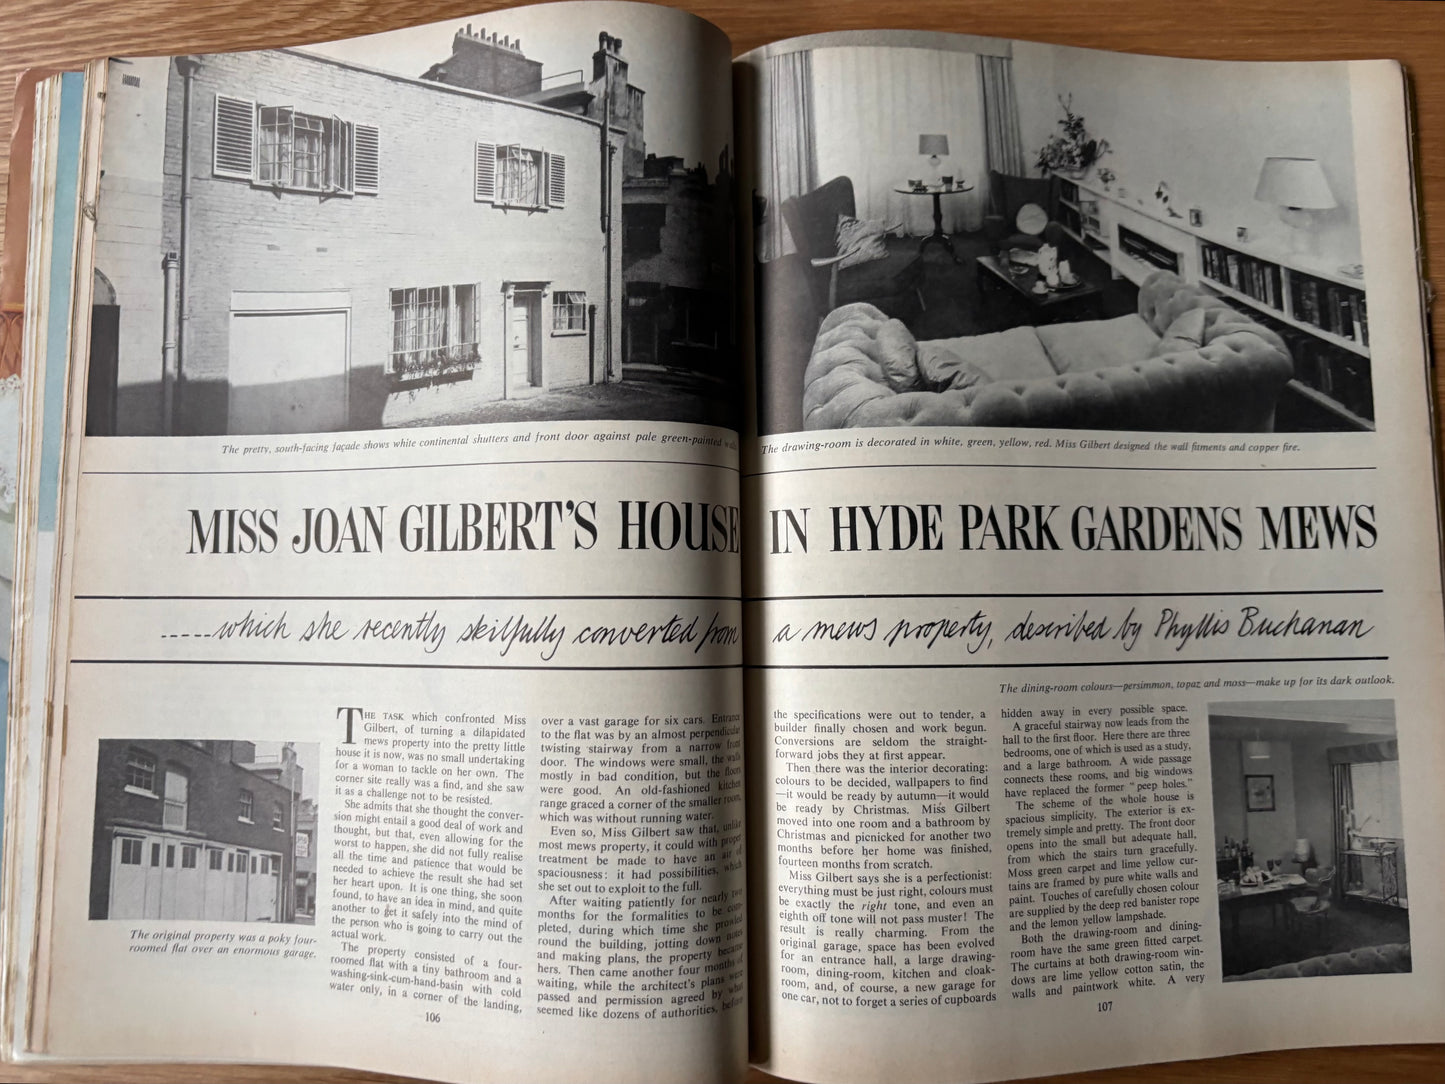 The pretty, south-facing façade shows white continental shutters and front door against pale green-painted
The drawing-room is decorated in white, green, yellow, red. Miss Gilbert designed the wall fitments and copper fire.
MISS JOAN GILBERT'S HOUSE IN HYDE PARK GARDENS MEWS
.....which she recently skilfully converted from a mews property, described by Phyllis Buchanan
The original property was a poky four-
roomed flat over an enormous garage.
THE TASK which confronted Miss
Gilbert, of turning a dilapidated
mews property into the pretty little
house it is now, was no small undertaking
for a woman to tackle on her own. The
corner site really was a find, and she saw
it as a challenge not to be resisted.
She admits that she thought the conver-
sion might entail a good deal of work and
thought, but that, even allowing for the
worst to happen, she did not fully realise
all the time and patience that would be
needed to achieve the result she had set
her heart upon. It is one thing, she soon
found, to have an idea in mind, and quite
another to get it safely into the mind of
the person who is going to carry out the
actual work.
The property consisted of a four-
roomed flat with a tiny bathroom and a
washing-sink-cum-hand-basin with cold
water only, in a corner of the landing,
over a vast garage for six cars. Entrance
to the flat was by an almost perpendicular
twisting stairway from a narrow front
door. The windows were small, the walls
mostly in bad condition, but the floors
were good. An old-fashioned kitchen
range graced a corner of the smaller room,
which was without running water.
Even so, Miss Gilbert saw that, unlike
most mews property, it could with proper
treatment be made to have an air of
spaciousness: it had possibilities, which
she set out to exploit to the full.
After waiting patiently for nearly two
months for the formalities to be com-
pleted, during which time she prowled
round the building, jotting down notes
and making plans, the property became
hers. Then came another four months of
waiting, while the architect's plans were
passed and permission agreed by what
seemed like dozens of authorities, before
106
the specifications were out to tender, a
builder finally chosen and work begun.
Conversions are seldom the straight-
forward jobs they at first appear.
Then there was the interior decorating:
colours to be decided, wallpapers to find
—it would be ready by autumn—it would
be ready by Christmas. Miss Gilbert
moved into one room and a bathroom by
Christmas and picnicked for another two
months before her home was finished,
fourteen months from scratch.
Miss Gilbert says she is a perfectionist:
everything must be just right, colours must
be exactly the right tone, and even an
eighth off tone will not pass muster! The
result is really charming. From the
original garage, space has been evolved
for an entrance hall, a large drawing-
room, dining-room, kitchen and cloak-
room, and, of course, a new garage for
one car, not to forget a series of cupboards
The dining-room colours—persimmon, topaz and moss—make up for its dark outlook.
hidden away in every possible space.
A graceful stairway now leads from the
hall to the first floor. Here there are three
bedrooms, one of which is used as a study,
and a large bathroom. A wide passage
connects these rooms, and big windows
have replaced the former "peep holes."
The scheme of the whole house is
spacious simplicity. The exterior is ex-
tremely simple and pretty. The front door
opens into the small but adequate hall,
from which the stairs turn gracefully.
Moss green carpet and lime yellow cur-
tains are framed by pure white walls and
paint. Touches of carefully chosen colour
are supplied by the deep red banister rope
and the lemon yellow lampshade.
Both the drawing-room and dining-
room have the same green fitted carpet.
The curtains at both drawing-room win-
dows are lime yellow cotton satin, the
walls and paintwork white. A very
107